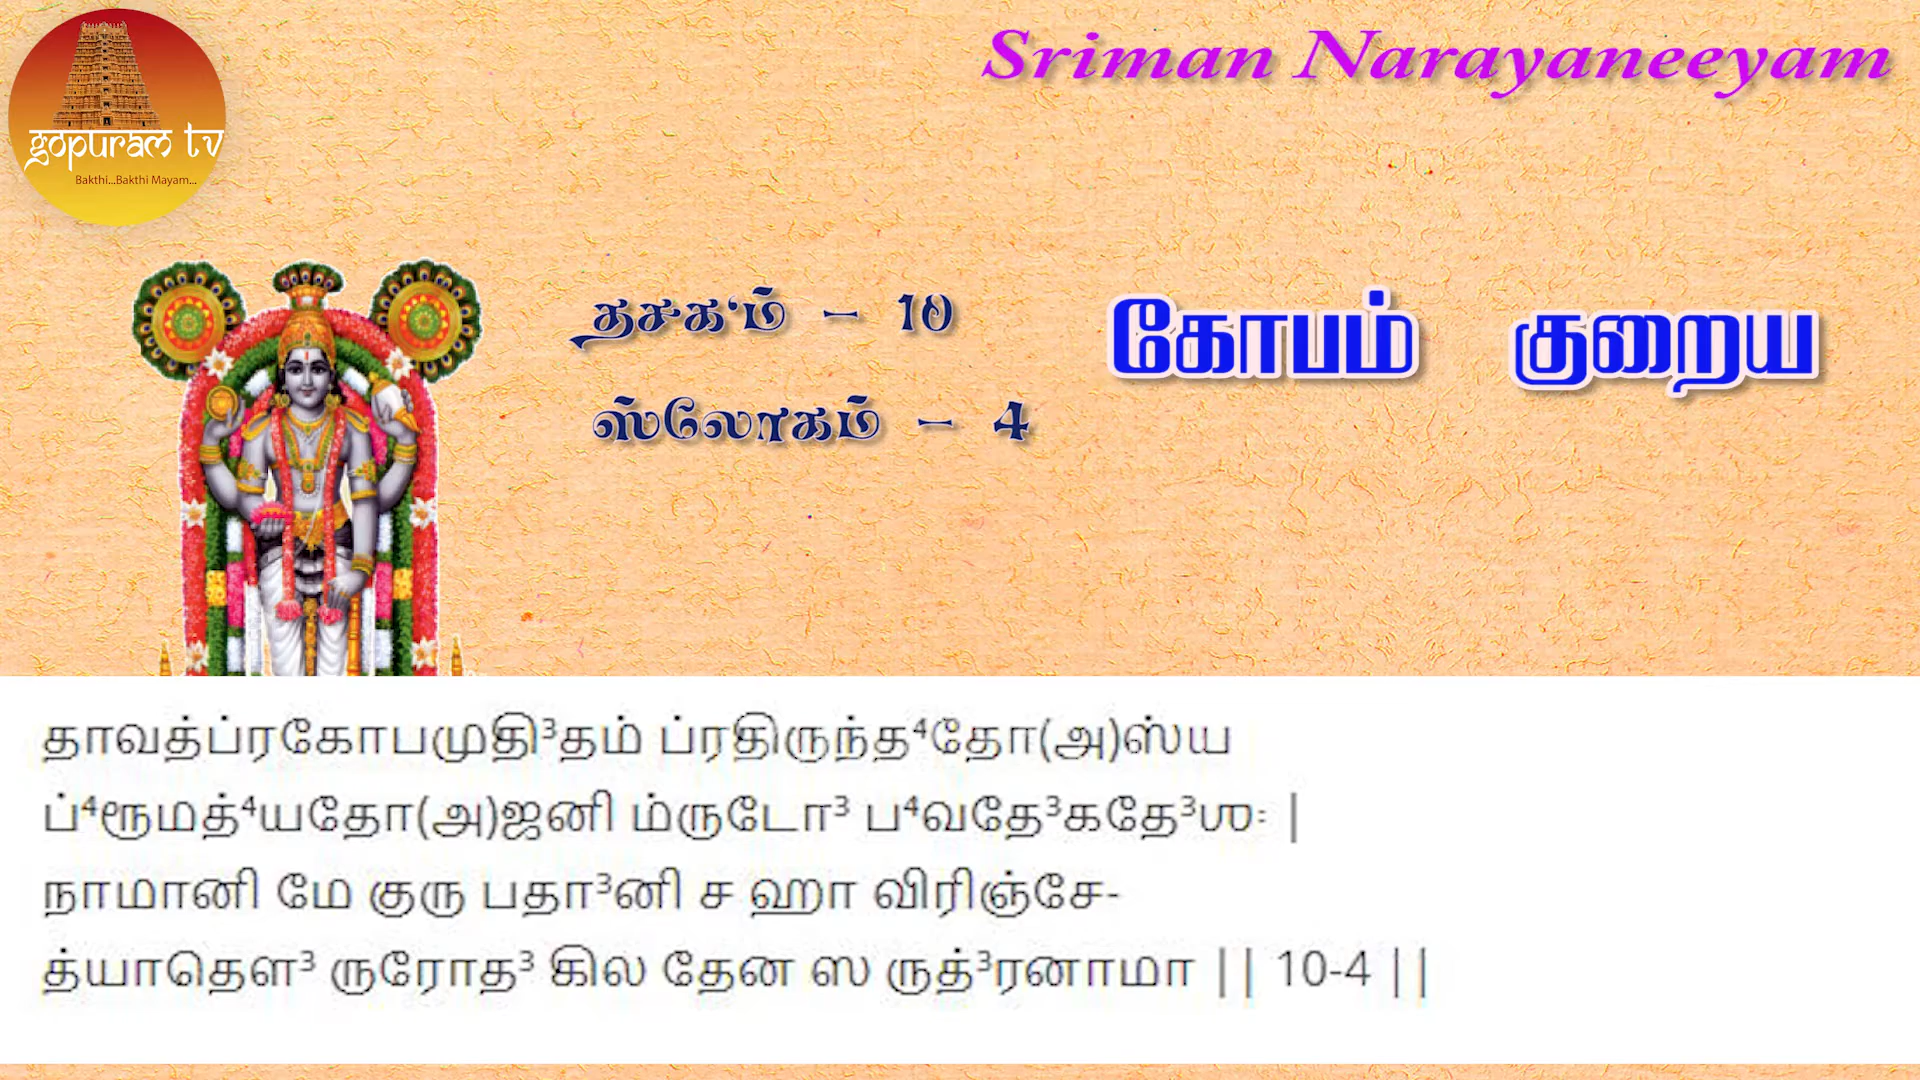 gopuram tv
Bakthi...Bakthi Mayam...
Sriman Narayaneeyam
தசகம் - 10
ஸ்லோகம் - 4
கோபம் குறைய
தாவத்ப்ரகோபமுதி³தம் ப்ரதிருந்த⁴தோ(அ)ஸ்ய
ப்⁴ரூமத்⁴யதோ(அ)ஜனி ம்ருடோ³ ப⁴வதே³கதே³ஶ꞉ |
நாமானி மே குரு பதா³னி ச ஹா விரிஞ்சே-
த்யாதௌ³ ருரோத³ கில தேன ஸ ருத்³ரனாமா || 10-4 ||